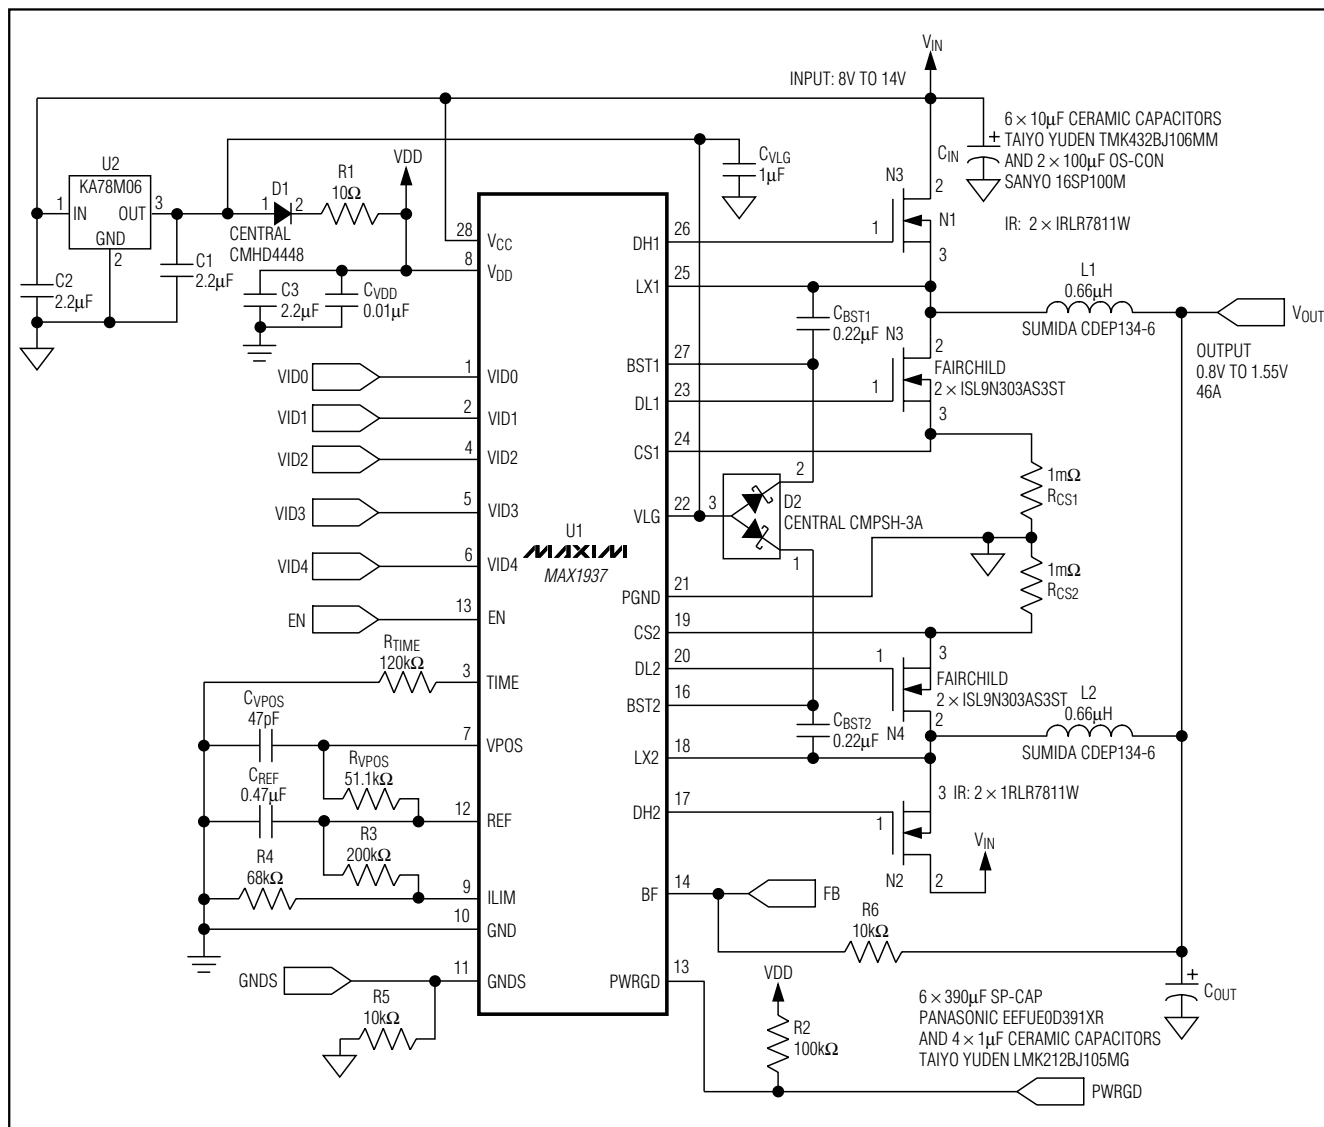 V_IN
INPUT: 8V TO 14V
6 × 10µF CERAMIC CAPACITORS
TAIYO YUDEN TMK432BJ106MM
AND 2 × 100µF OS-CON
SANYO 16SP100M
C_IN
+
U2
KA78M06
1
IN
OUT
3
GND
2
C2
2.2µF
C1
2.2µF
D1
1
2
CENTRAL
CMHD4448
R1
10Ω
VDD
C3
2.2µF
C_VDD
0.01µF
C_VLG
1µF
28
V_CC
8
V_DD
VID0
1
VID0
VID1
2
VID1
VID2
4
VID2
VID3
5
VID3
VID4
6
VID4
EN
13
EN
R_TIME
120kΩ
3
TIME
C_VPOS
47pF
7
VPOS
R_VPOS
51.1kΩ
C_REF
0.47µF
12
REF
R3
200kΩ
R4
68kΩ
9
ILIM
10
GND
GNDS
11
GNDS
R5
10kΩ
U1
MAXIM
MAX1937
DH1
26
LX1
25
BST1
27
DL1
23
CS1
24
VLG
22
PGND
21
CS2
19
DL2
20
BST2
16
LX2
18
DH2
17
BF
14
PWRGD
13
N3
2
1
N1
3
IR: 2 × IRLR7811W
C_BST1
0.22µF
L1
0.66µH
SUMIDA CDEP134-6
V_OUT
OUTPUT
0.8V TO 1.55V
46A
N3
2
1
3
FAIRCHILD
2 × ISL9N303AS3ST
1mΩ
R_CS1
3
2
D2
CENTRAL CMPSH-3A
1
1mΩ
R_CS2
3
1
FAIRCHILD
2 × ISL9N303AS3ST
2
N4
C_BST2
0.22µF
L2
0.66µH
SUMIDA CDEP134-6
3
IR: 2 × 1RLR7811W
1
N2
2
V_IN
FB
R6
10kΩ
VDD
R2
100kΩ
+
C_OUT
6 × 390µF SP-CAP
PANASONIC EEFUE0D391XR
AND 4 × 1µF CERAMIC CAPACITORS
TAIYO YUDEN LMK212BJ105MG
PWRGD